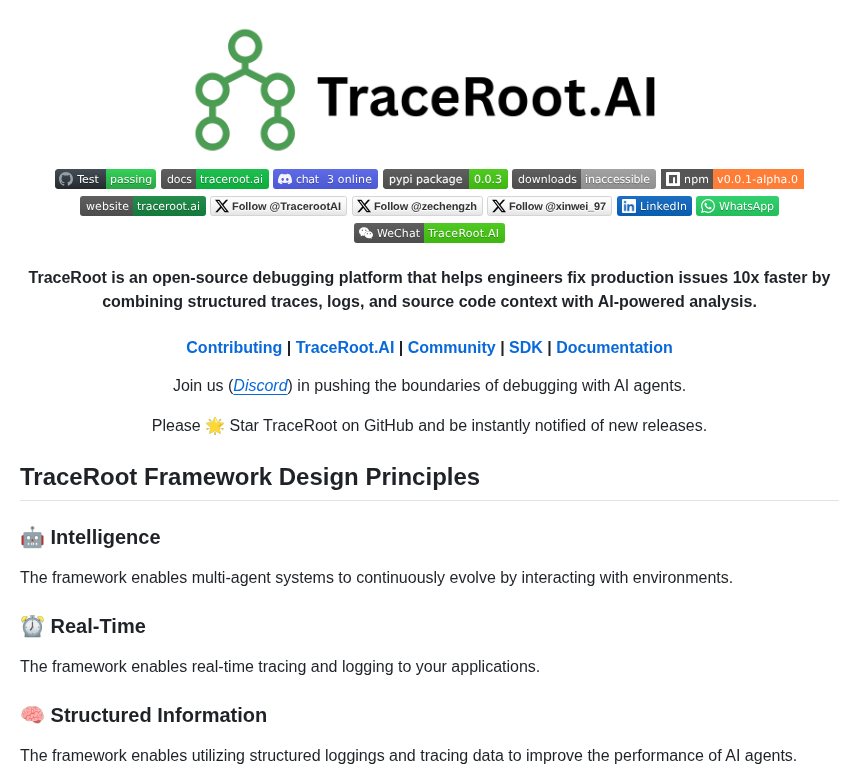 TraceRoot.AI
Test passing docs traceroot.ai chat 3 online pypi package 0.0.3 downloads inaccessible npm v0.0.1-alpha.0
website traceroot.ai Follow @TracerootAI Follow @zechengzh Follow @xinwei_97 LinkedIn WhatsApp
WeChat TraceRoot.AI
TraceRoot is an open-source debugging platform that helps engineers fix production issues 10x faster by
combining structured traces, logs, and source code context with AI-powered analysis.
Contributing | TraceRoot.AI | Community | SDK | Documentation
Join us (Discord) in pushing the boundaries of debugging with AI agents.
Please 🌟 Star TraceRoot on GitHub and be instantly notified of new releases.
TraceRoot Framework Design Principles
🤖 Intelligence
The framework enables multi-agent systems to continuously evolve by interacting with environments.
⏰ Real-Time
The framework enables real-time tracing and logging to your applications.
🧠 Structured Information
The framework enables utilizing structured loggings and tracing data to improve the performance of AI agents.